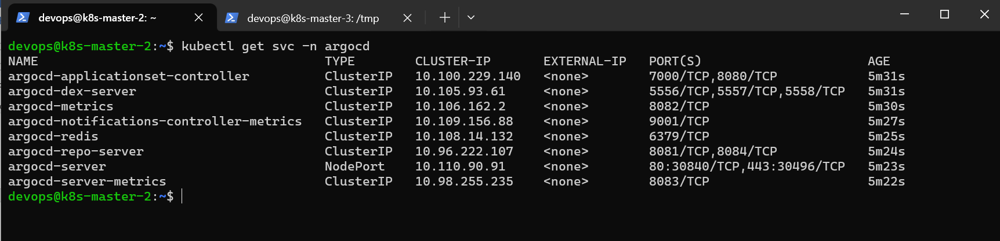 devops@k8s-master-2: ~
devops@k8s-master-3: /tmp
devops@k8s-master-2:~$ kubectl get svc -n argocd
NAME TYPE CLUSTER-IP EXTERNAL-IP PORT(S) AGE
argocd-applicationset-controller ClusterIP 10.100.229.140 <none> 7000/TCP,8080/TCP 5m31s
argocd-dex-server ClusterIP 10.105.93.61 <none> 5556/TCP,5557/TCP,5558/TCP 5m31s
argocd-metrics ClusterIP 10.106.162.2 <none> 8082/TCP 5m30s
argocd-notifications-controller-metrics ClusterIP 10.109.156.88 <none> 9001/TCP 5m27s
argocd-redis ClusterIP 10.108.14.132 <none> 6379/TCP 5m25s
argocd-repo-server ClusterIP 10.96.222.107 <none> 8081/TCP,8084/TCP 5m24s
argocd-server NodePort 10.110.90.91 <none> 80:30840/TCP,443:30496/TCP 5m23s
argocd-server-metrics ClusterIP 10.98.255.235 <none> 8083/TCP 5m22s
devops@k8s-master-2:~$